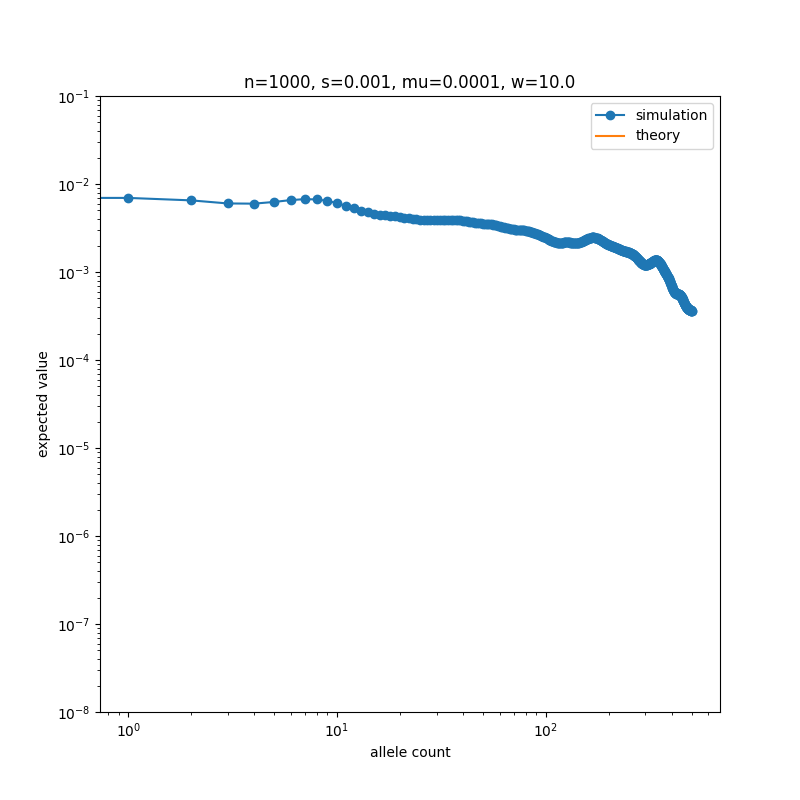 n=1000, s=0.001, mu=0.0001, w=10.0
simulation
theory
10⁻¹
10⁻²
10⁻³
10⁻⁴
10⁻⁵
10⁻⁶
10⁻⁷
10⁻⁸
expected value
10⁰ 10¹ 10²
allele count